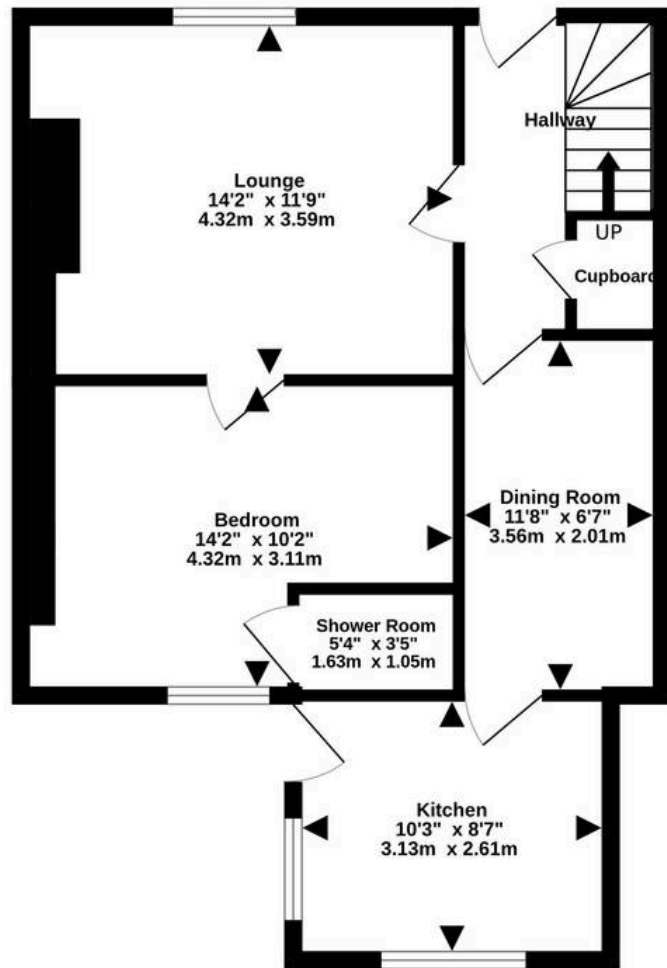 Hallway
Lounge
14'2" x 11'9"
4.32m x 3.59m
UP
Cupboard
Dining Room
11'8" x 6'7"
3.56m x 2.01m
Bedroom
14'2" x 10'2"
4.32m x 3.11m
Shower Room
5'4" x 3'5"
1.63m x 1.05m
Kitchen
10'3" x 8'7"
3.13m x 2.61m